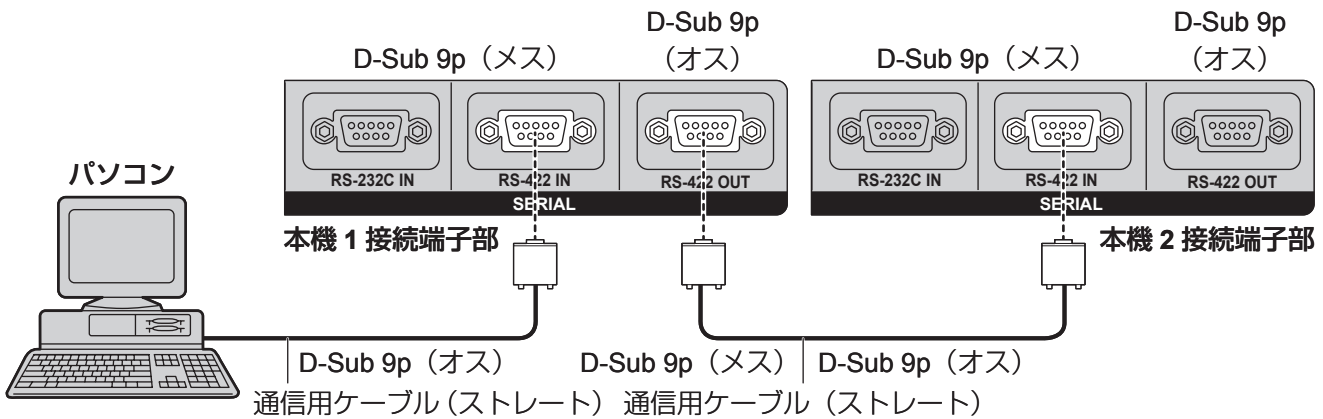 D-Sub 9p（メス）
D-Sub 9p
（オス）
D-Sub 9p（メス）
D-Sub 9p
（オス）
パソコン
RS-232C IN
RS-422 IN
RS-422 OUT
SERIAL
RS-232C IN
RS-422 IN
RS-422 OUT
SERIAL
本機 1 接続端子部
本機 2 接続端子部
D-Sub 9p（オス）
通信用ケーブル（ストレート）
D-Sub 9p（メス）
D-Sub 9p（オス）
通信用ケーブル（ストレート）